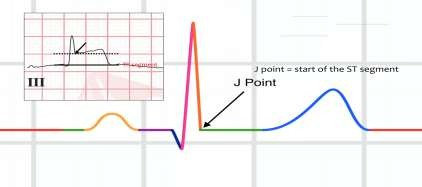 ST segment
III
J point = start of the ST segment
J Point